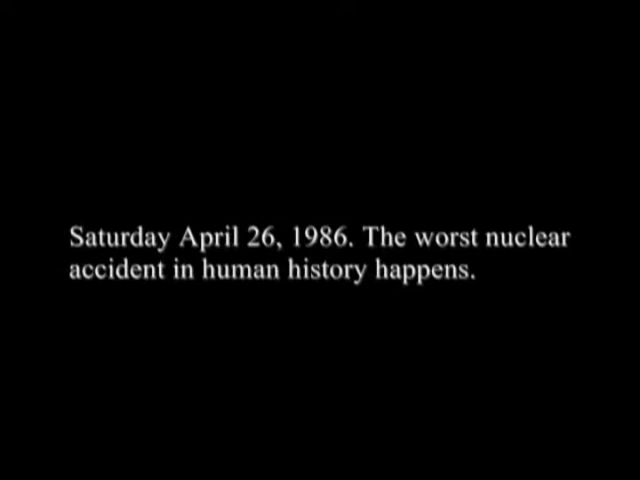 Saturday April 26, 1986. The worst nuclear
accident in human history happens.